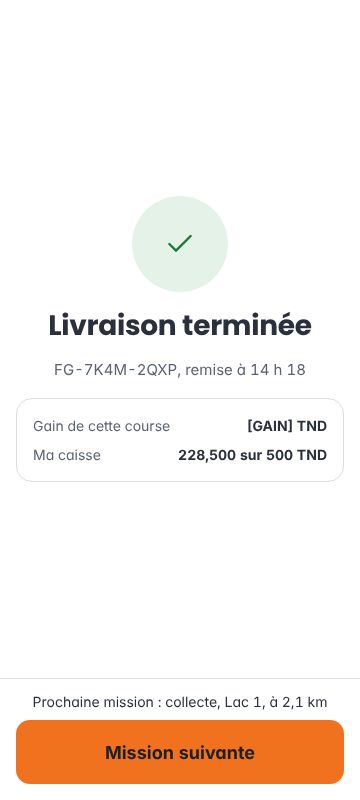 Livraison terminée
FG-7K4M-2QXP, remise à 14 h 18
Gain de cette course [GAIN] TND
Ma caisse 228,500 sur 500 TND
Prochaine mission : collecte, Lac 1, à 2,1 km
Mission suivante